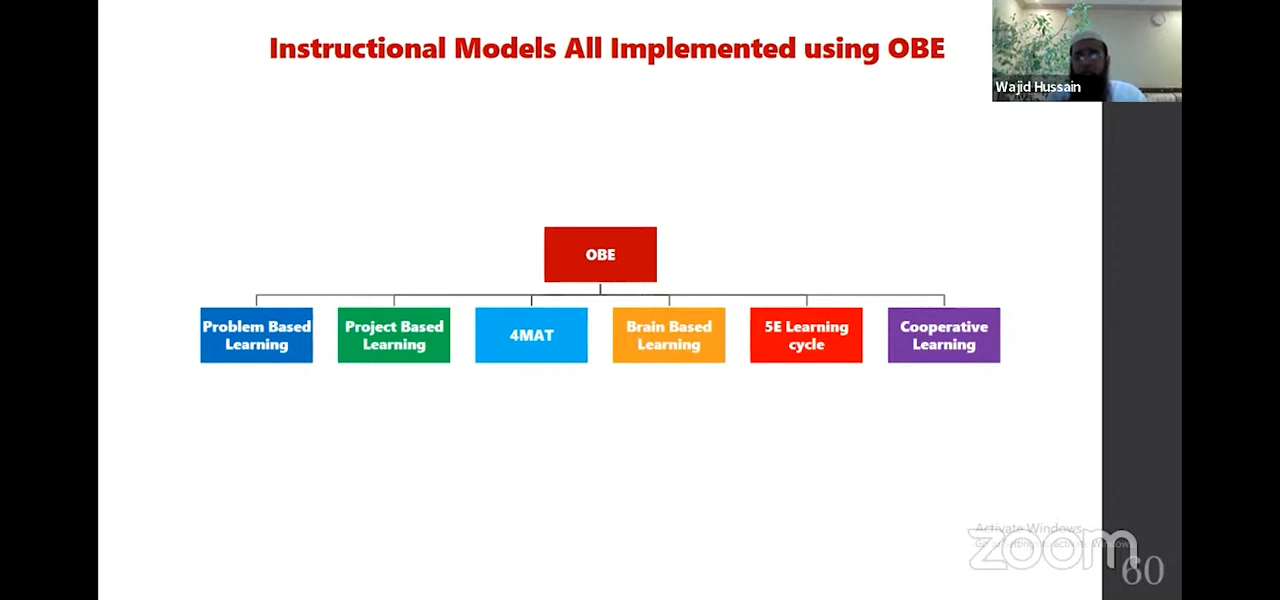 Instructional Models All Implemented using OBE
Wajid Hussain
OBE
Problem Based
Learning
Project Based
Learning
4MAT
Brain Based
Learning
5E Learning
cycle
Cooperative
Learning
Activate Windows
zoom
60